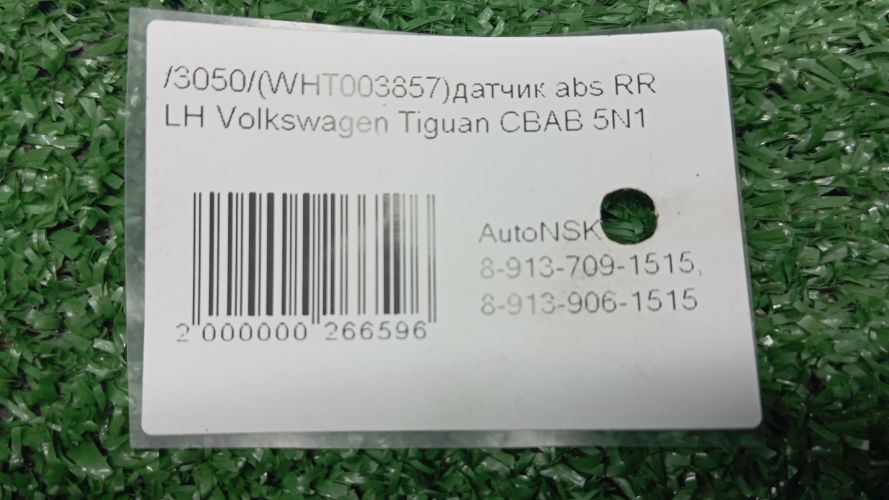 /3050/(WHT003857)датчик abs RR
LH Volkswagen Tiguan CBAB 5N1
AutoNSK
8-913-709-1515,
8-913-906-1515
2 000000 266596